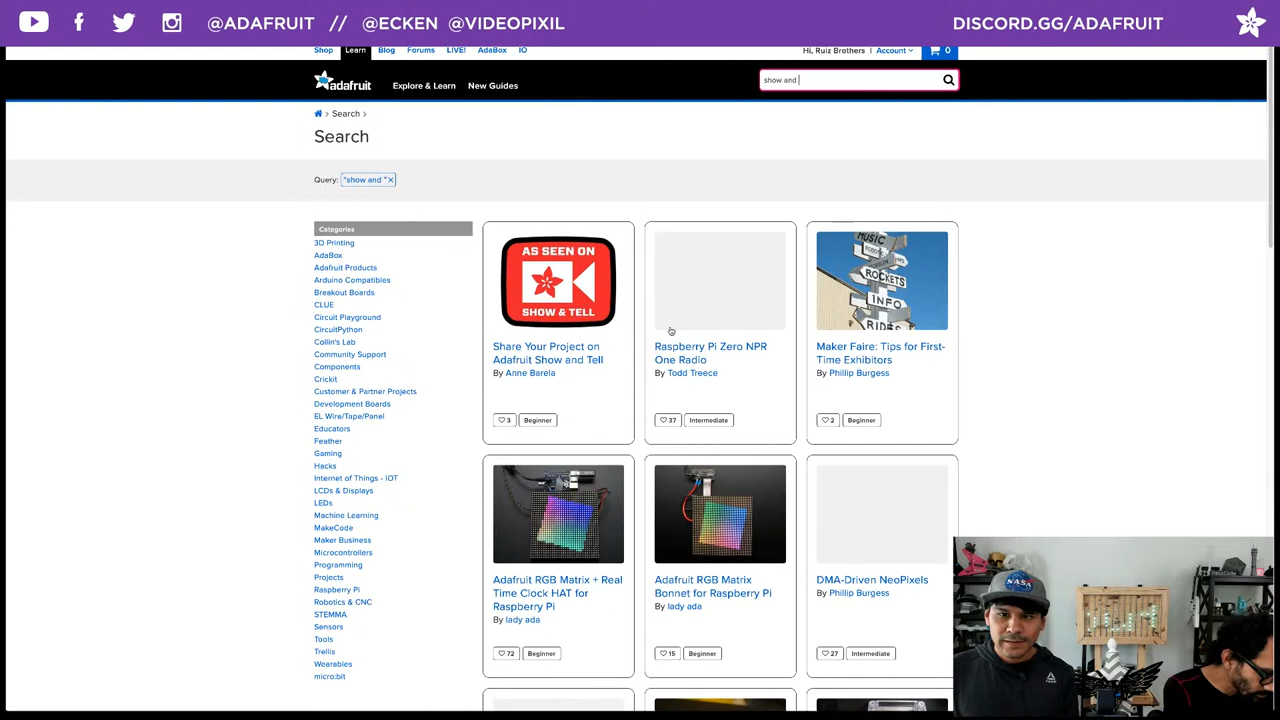 @ADAFRUIT // @ECKEN @VIDEOPIXIL
DISCORD.GG/ADAFRUIT
Shop Learn Blog Forums LIVE! AdaBox IO
Hi, Ruiz Brothers | Account 0
adafruit
Explore & Learn New Guides
show and
Search
Search
Query: "show and " ×
Categories
3D Printing
AdaBox
Adafruit Products
Arduino Compatibles
Breakout Boards
CLUE
Circuit Playground
CircuitPython
Collin's Lab
Community Support
Components
Crickit
Customer & Partner Projects
Development Boards
EL Wire/Tape/Panel
Educators
Feather
Gaming
Hacks
Internet of Things - IOT
LCDs & Displays
LEDs
Machine Learning
MakeCode
Maker Business
Microcontrollers
Programming
Projects
Raspberry Pi
Robotics & CNC
STEMMA
Sensors
Tools
Trellis
Wearables
micro:bit
AS SEEN ON
SHOW & TELL
Share Your Project on
Adafruit Show and Tell
By Anne Barela
3 Beginner
Raspberry Pi Zero NPR
One Radio
By Todd Treece
37 Intermediate
MUSIC
ROCKETS
INFO
RIDES
Maker Faire: Tips for First-
Time Exhibitors
By Phillip Burgess
2 Beginner
Adafruit RGB Matrix + Real
Time Clock HAT for
Raspberry Pi
By lady ada
72 Beginner
Adafruit RGB Matrix
Bonnet for Raspberry Pi
By lady ada
15 Beginner
DMA-Driven NeoPixels
By Phillip Burgess
27 Intermediate
NASA